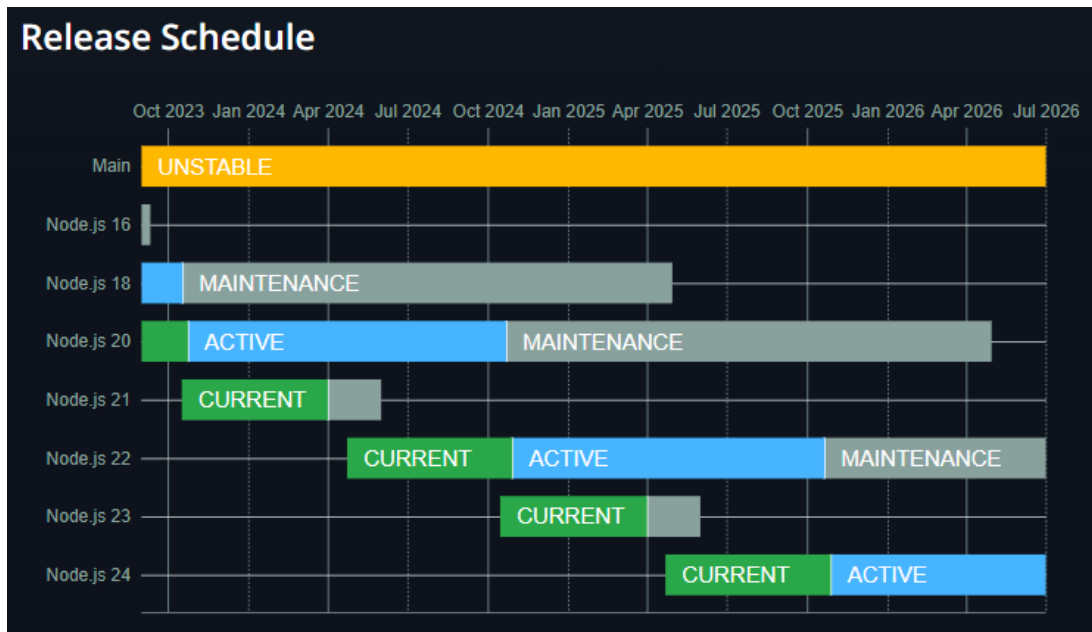 Release Schedule
Oct 2023 Jan 2024 Apr 2024 Jul 2024 Oct 2024 Jan 2025 Apr 2025 Jul 2025 Oct 2025 Jan 2026 Apr 2026 Jul 2026
Main UNSTABLE
Node.js 16
Node.js 18 MAINTENANCE
Node.js 20 ACTIVE MAINTENANCE
Node.js 21 CURRENT
Node.js 22 CURRENT ACTIVE MAINTENANCE
Node.js 23 CURRENT
Node.js 24 CURRENT ACTIVE